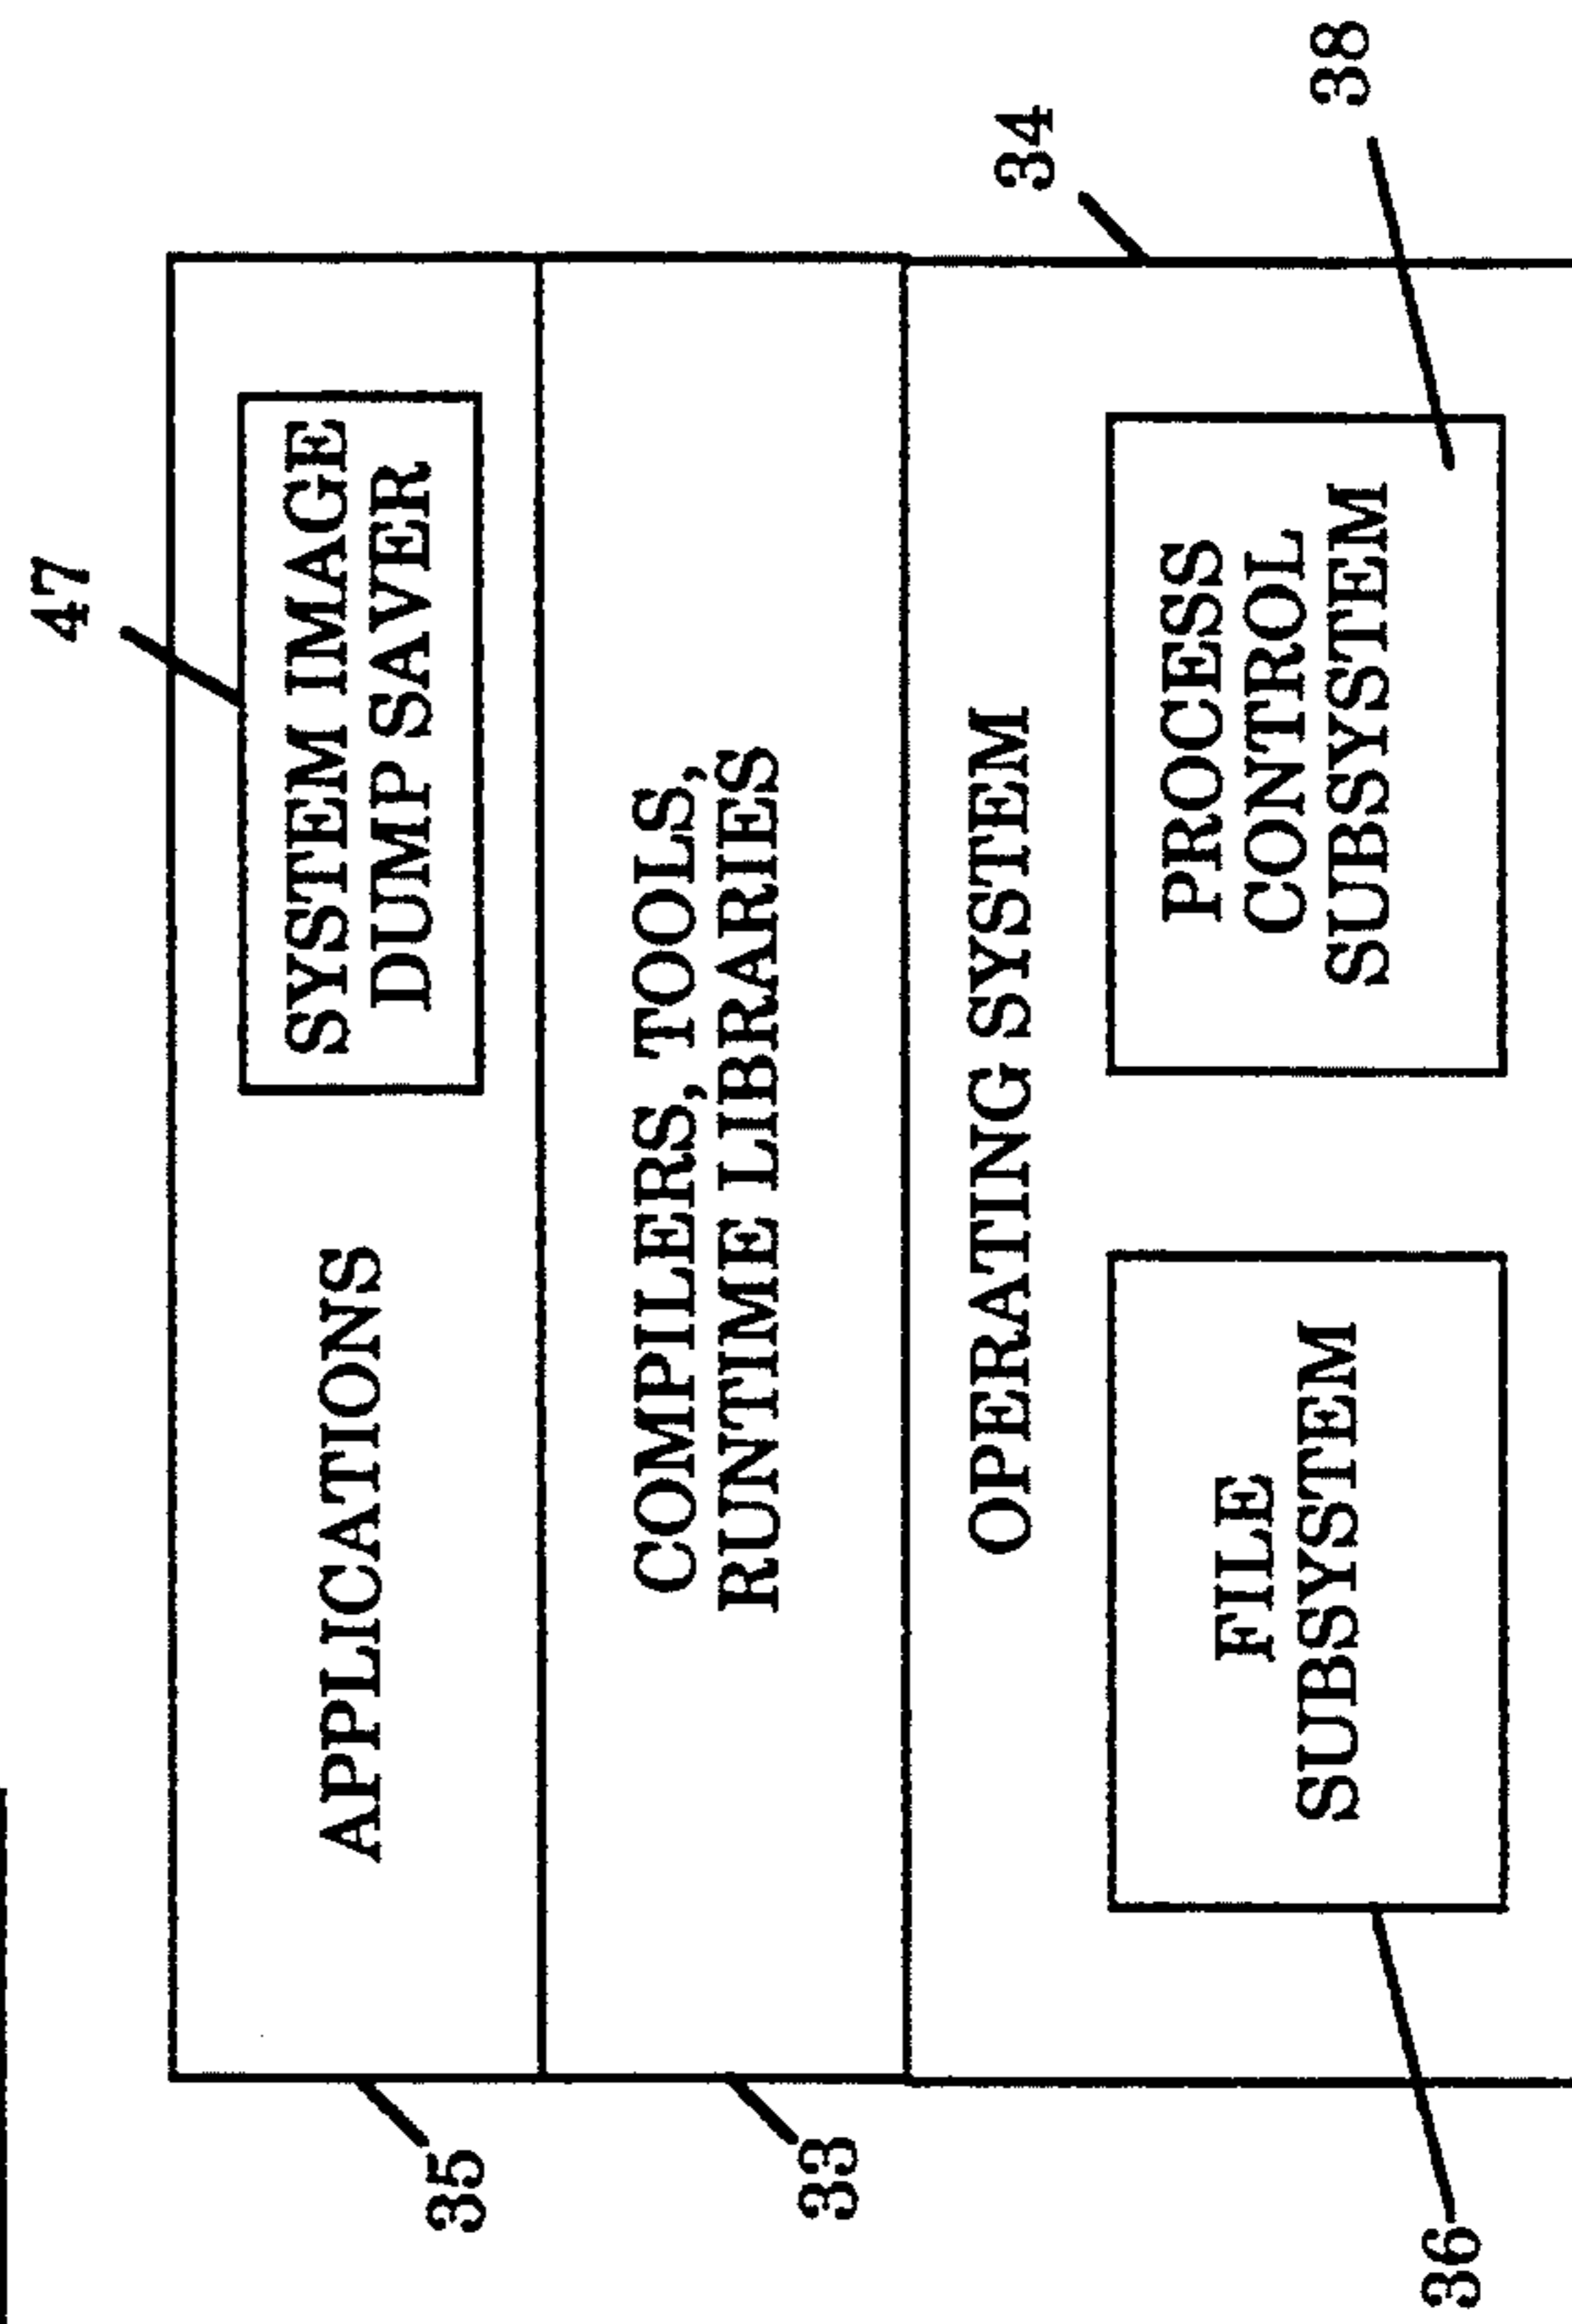 47
SYSTEM IMAGE
DUMP SAVER
APPLICATIONS
35
COMPILERS, TOOLS,
RUNTIME LIBRARIES
33
OPERATING SYSTEM
34
FILE
SUBSYSTEM
36
PROCESS
CONTROL
SUBSYSTEM
38